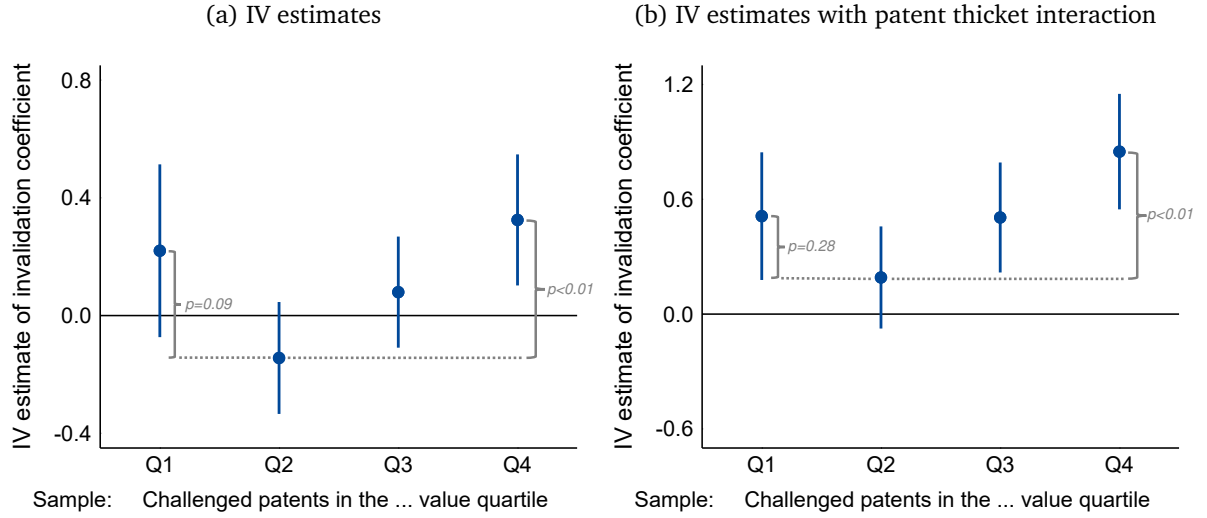 (a) IV estimates
IV estimate of invalidation coefficient
0.8
0.4
0.0
-0.4
p=0.09
p<0.01
Q1 Q2 Q3 Q4
Sample: Challenged patents in the ... value quartile
(b) IV estimates with patent thicket interaction
IV estimate of invalidation coefficient
1.2
0.6
0.0
-0.6
p=0.28
p<0.01
Q1 Q2 Q3 Q4
Sample: Challenged patents in the ... value quartile